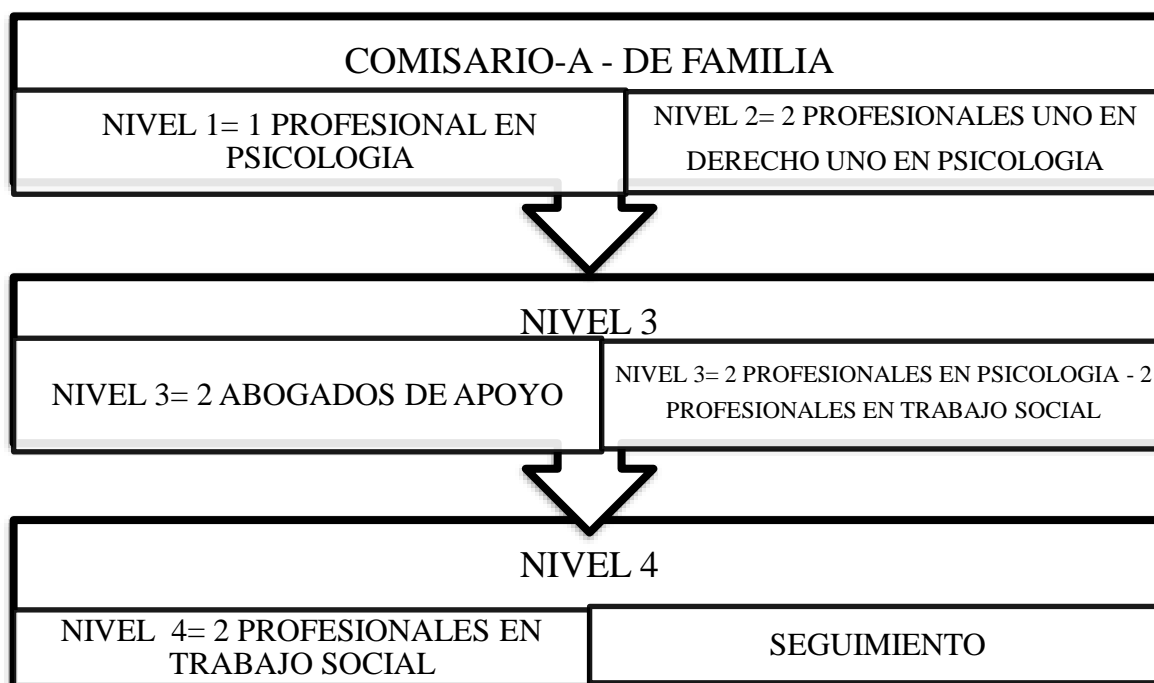 COMISARIO-A - DE FAMILIA
NIVEL 1= 1 PROFESIONAL EN
PSICOLOGIA
NIVEL 2= 2 PROFESIONALES UNO EN
DERECHO UNO EN PSICOLOGIA
NIVEL 3
NIVEL 3= 2 ABOGADOS DE APOYO
NIVEL 3= 2 PROFESIONALES EN PSICOLOGIA - 2
PROFESIONALES EN TRABAJO SOCIAL
NIVEL 4
NIVEL 4= 2 PROFESIONALES EN
TRABAJO SOCIAL
SEGUIMIENTO